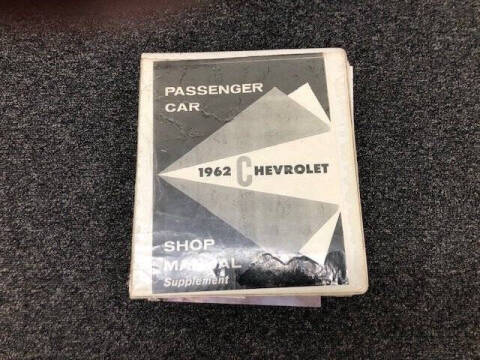 PASSENGER
CAR
1962 CHEVROLET
SHOP
MANUAL
Supplement